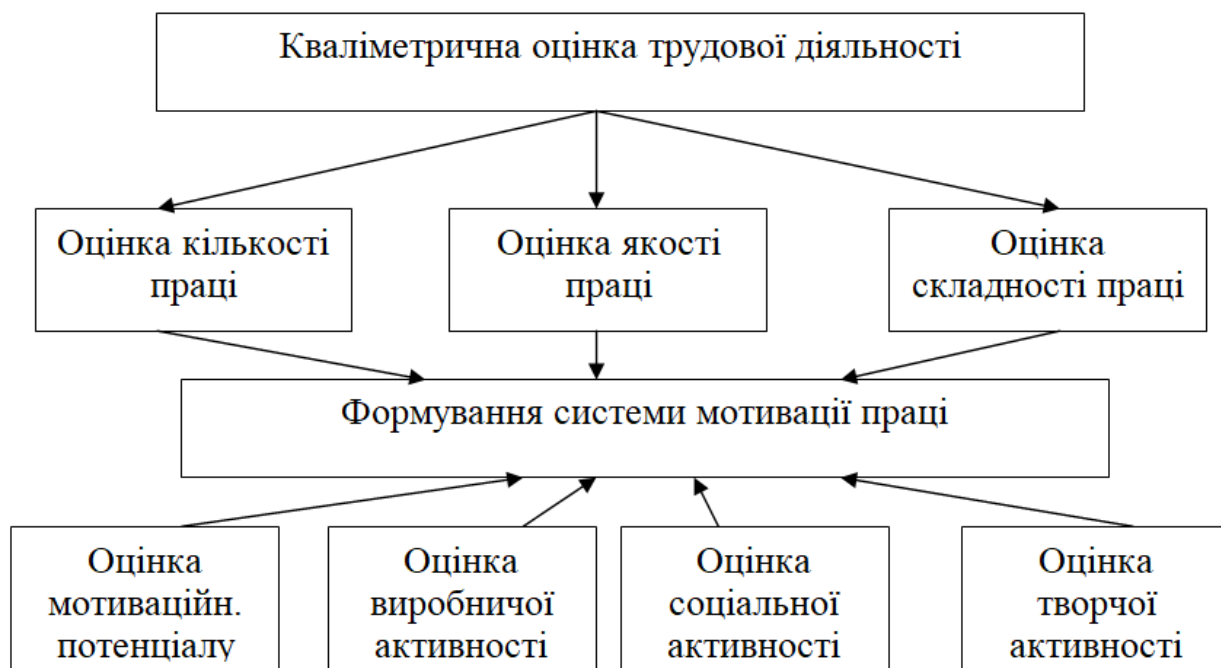 Кваліметрична оцінка трудової діяльності
Оцінка кількості
праці
Оцінка якості
праці
Оцінка
складності праці
Формування системи мотивації праці
Оцінка
мотиваційн.
потенціалу
Оцінка
виробничої
активності
Оцінка
соціальної
активності
Оцінка
творчої
активності